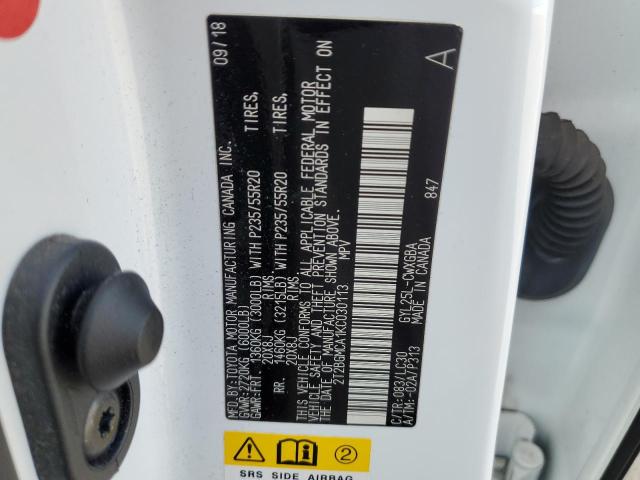 MFD.BY:TOYOTA MOTOR MANUFACTURING CANADA, INC. 09/18
GVWR:2720KG (6000LB)
GAWR:FRT. 1360KG (3000LB) WITH P235/55R20 TIRES,
20X8J RIMS
RR. 1460KG (3215LB) WITH P235/55R20 TIRES,
20X8J RIMS
THIS VEHICLE CONFORMS TO ALL APPLICABLE FEDERAL MOTOR
VEHICLE SAFETY AND THEFT PREVENTION STANDARDS IN EFFECT ON
THE DATE OF MANUFACTURE SHOWN ABOVE.
2T2BGMCA1KC030113 MPV
A
C/TR:083/LC30 GYL25L-CWXGBA 847
A/TM:-02A/P313 MADE IN CANADA
2
SRS SIDE AIRBAG